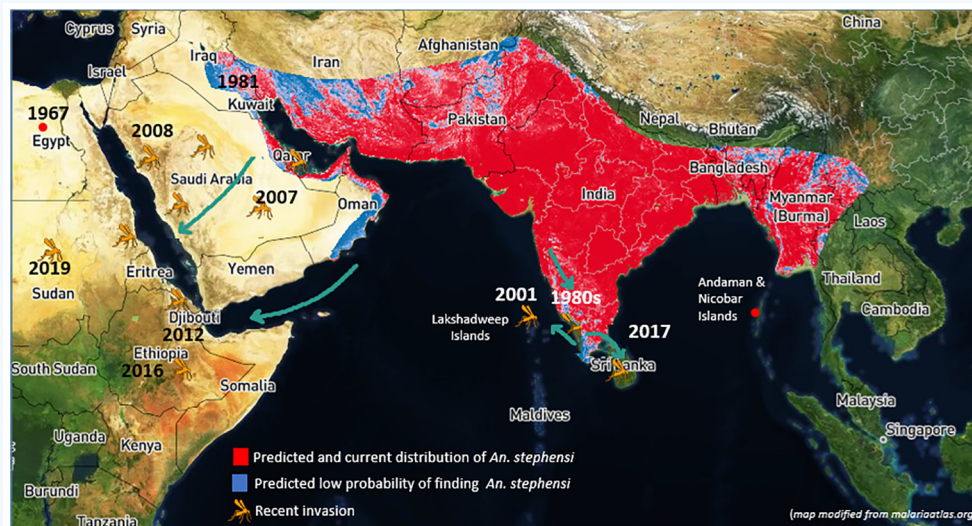 Cyprus
Syria
China
Afghanistan
Iraq
Iran
Israel
1981
Kuwait
1967
Egypt
2008
Pakistan
Nepal
Bhutan
Qatar
Bangladesh
Saudi Arabia
2007
Oman
India
Myanmar
(Burma)
Laos
2019
Sudan
Eritrea
Yemen
Thailand
Andaman &
Nicobar
Islands
2001
1980s
Cambodia
Djibouti
2012
Lakshadweep
Islands
2017
Ethiopia
2016
South Sudan
Somalia
Sri Lanka
Malaysia
Maldives
Uganda
Kenya
Singapore
Predicted and current distribution of An. stephensi
Burundi
Predicted low probability of finding An. stephensi
Recent invasion
Tanzania
(map modified from malariaatlas.org